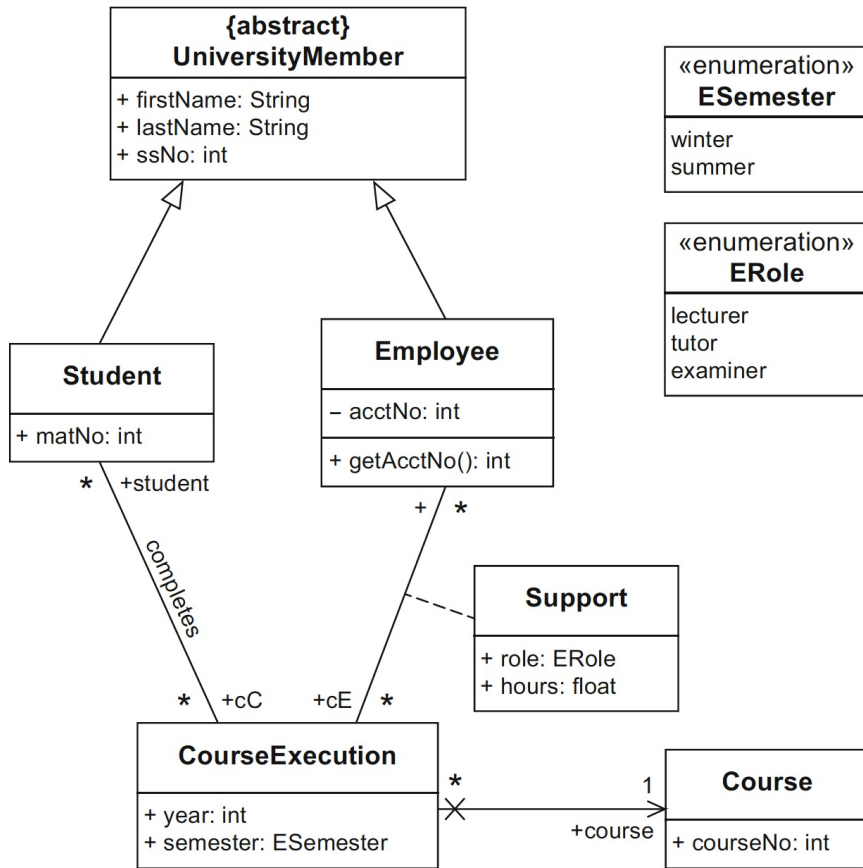 {abstract}
UniversityMember
+ firstName: String
+ lastName: String
+ ssNo: int
«enumeration»
ESemester
winter
summer
«enumeration»
ERole
lecturer
tutor
examiner
Student
+ matNo: int
Employee
– acctNo: int
+ getAcctNo(): int
* +student
+ *
completes
Support
+ role: ERole
+ hours: float
* +cC
+cE *
CourseExecution
+ year: int
+ semester: ESemester
*
1
+course
Course
+ courseNo: int